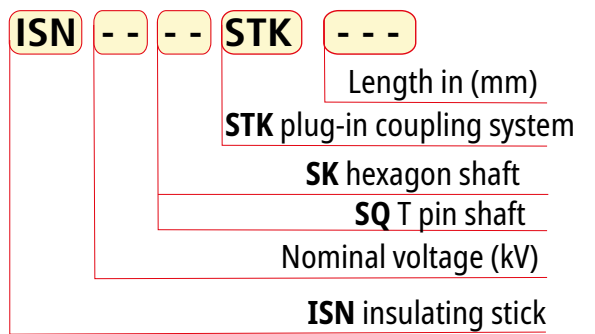 ISN -- -- STK ---
Length in (mm)
STK plug-in coupling system
SK hexagon shaft
SQ T pin shaft
Nominal voltage (kV)
ISN insulating stick